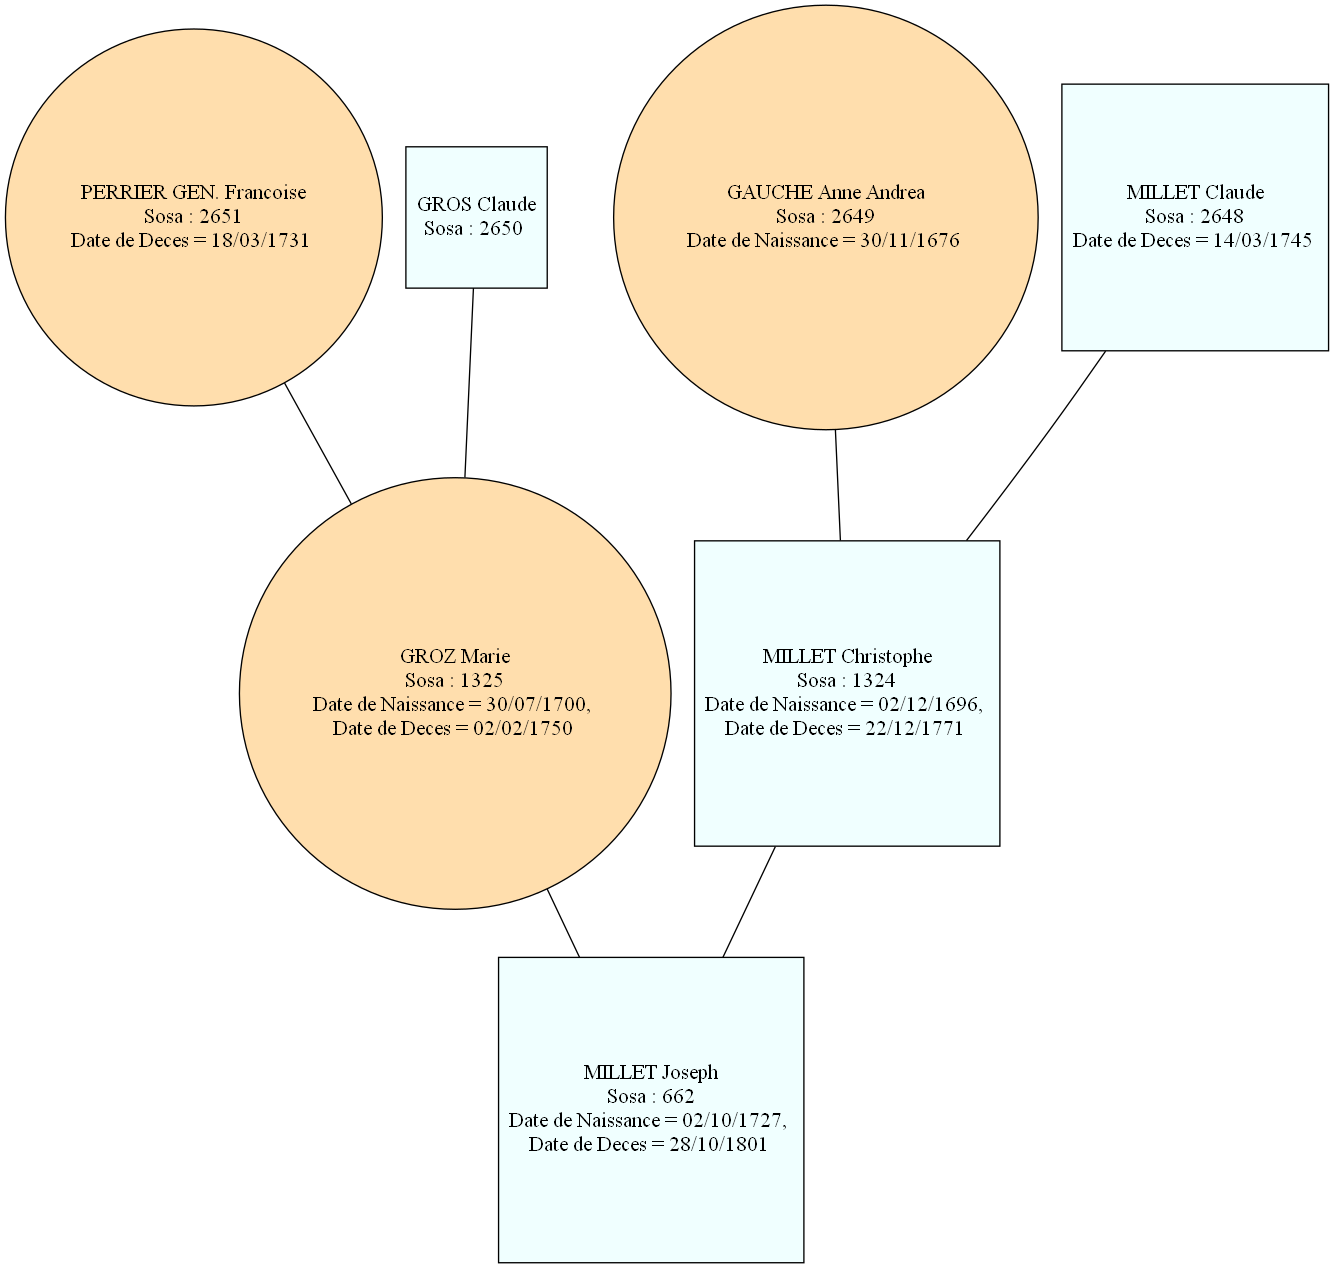 PERRIER GEN. Francoise
Sosa : 2651
Date de Deces = 18/03/1731
GROS Claude
Sosa : 2650
GAUCHE Anne Andrea
Sosa : 2649
Date de Naissance = 30/11/1676
MILLET Claude
Sosa : 2648
Date de Deces = 14/03/1745
GROZ Marie
Sosa : 1325
Date de Naissance = 30/07/1700,
Date de Deces = 02/02/1750
MILLET Christophe
Sosa : 1324
Date de Naissance = 02/12/1696,
Date de Deces = 22/12/1771
MILLET Joseph
Sosa : 662
Date de Naissance = 02/10/1727,
Date de Deces = 28/10/1801